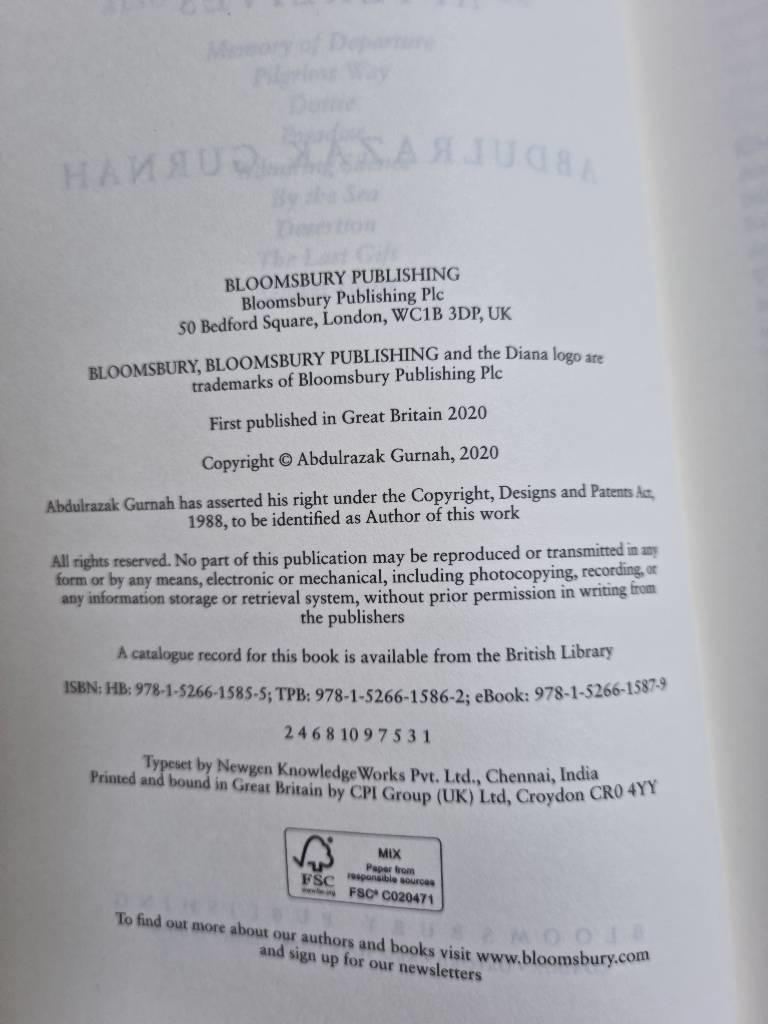 Memory of Departure
Pilgrims Way
Dottie
Paradise
By the Sea
Desertion
The Last Gift
ABDULRAZAK GURNAH
BLOOMSBURY PUBLISHING
Bloomsbury Publishing Plc
50 Bedford Square, London, WC1B 3DP, UK
BLOOMSBURY, BLOOMSBURY PUBLISHING and the Diana logo are
trademarks of Bloomsbury Publishing Plc
First published in Great Britain 2020
Copyright © Abdulrazak Gurnah, 2020
Abdulrazak Gurnah has asserted his right under the Copyright, Designs and Patents Act,
1988, to be identified as Author of this work
All rights reserved. No part of this publication may be reproduced or transmitted in any
form or by any means, electronic or mechanical, including photocopying, recording, or
any information storage or retrieval system, without prior permission in writing from
the publishers
A catalogue record for this book is available from the British Library
ISBN: HB: 978-1-5266-1585-5; TPB: 978-1-5266-1586-2; eBook: 978-1-5266-1587-9
2 4 6 8 10 9 7 5 3 1
Typeset by Newgen KnowledgeWorks Pvt. Ltd., Chennai, India
Printed and bound in Great Britain by CPI Group (UK) Ltd, Croydon CR0 4YY
FSC
www.fsc.org
MIX
Paper from
responsible sources
FSC® C020471
BLOOMSBURY PUBLISHING
To find out more about our authors and books visit www.bloomsbury.com
and sign up for our newsletters